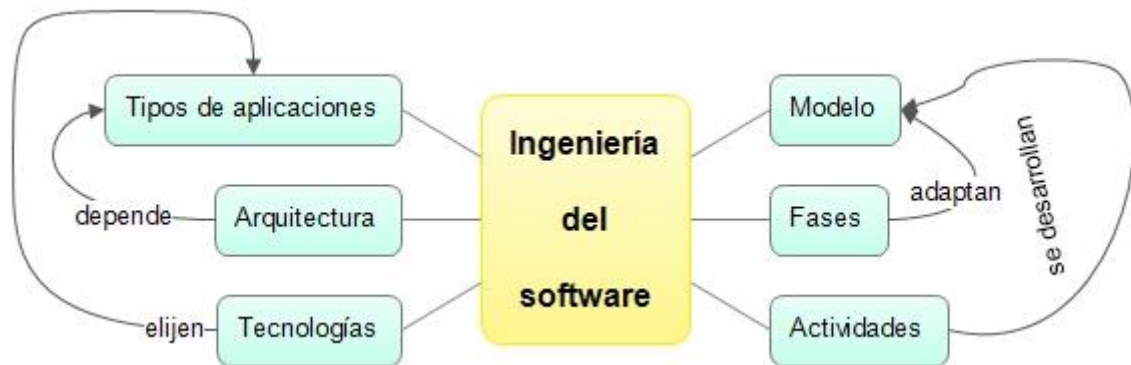 Tipos de aplicaciones
depende
Arquitectura
elijen
Tecnologías
Ingeniería
del
software
Modelo
Fases
adaptan
Actividades
se desarrollan